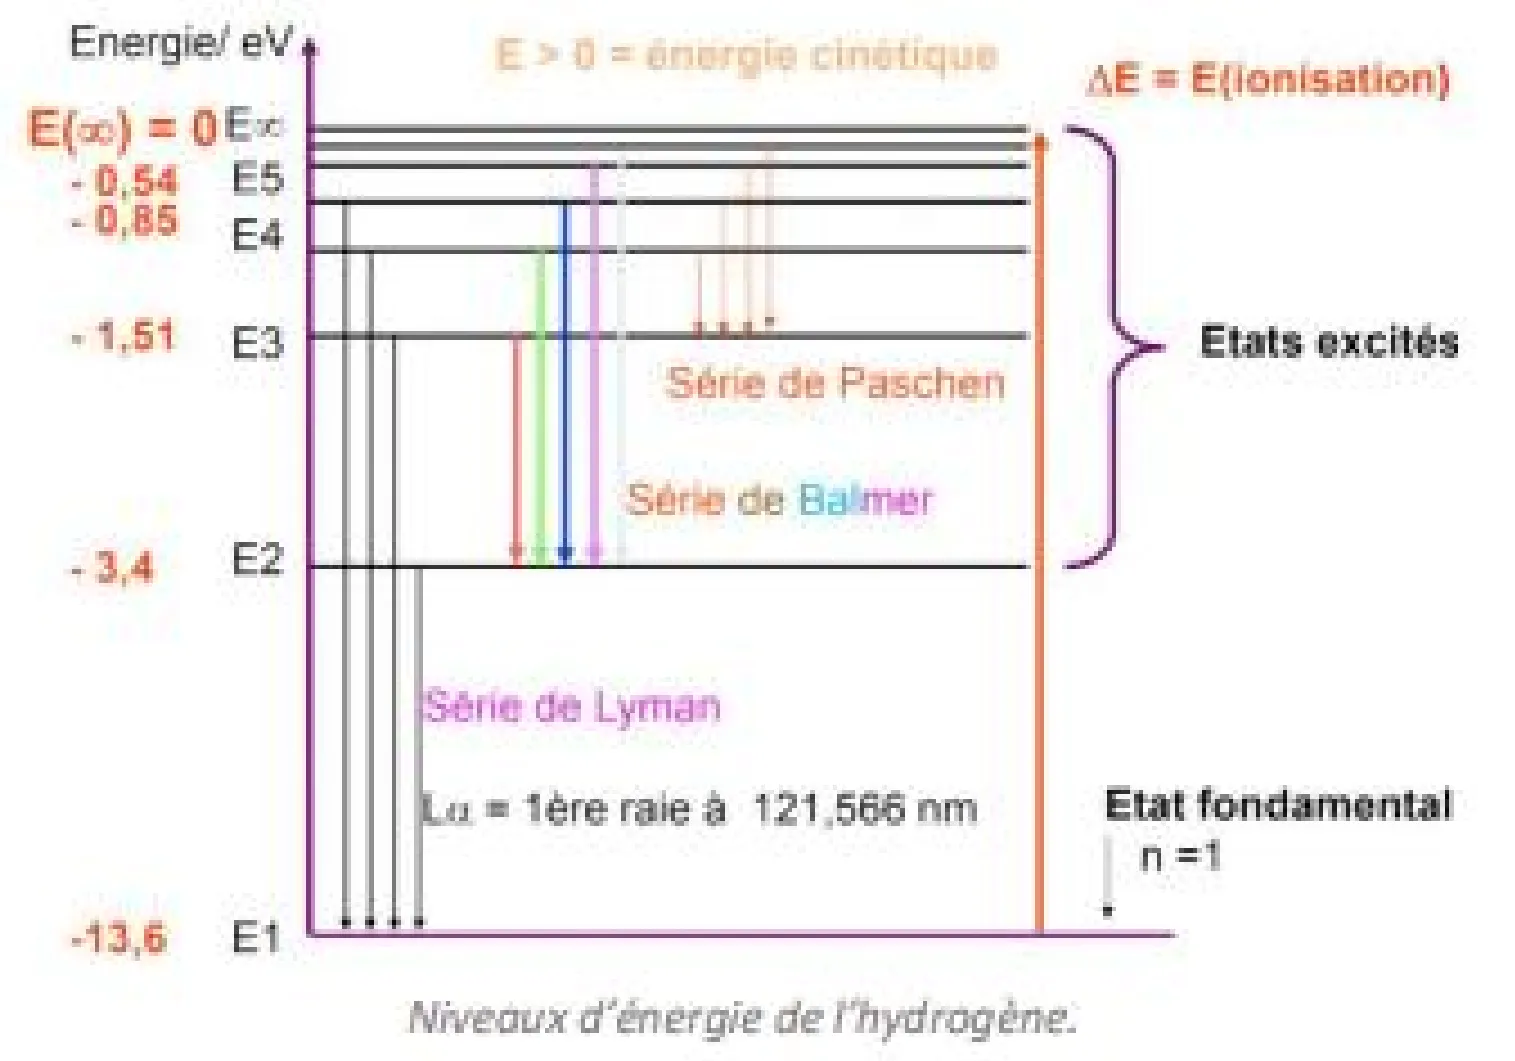 Energie/ eV
E > 0 = énergie cinétique
ΔE = E(ionisation)
E(∞) = 0 E∞
- 0,54 E5
- 0,85 E4
- 1,51 E3
Etats excités
Série de Paschen
Série de Balmer
- 3,4 E2
Série de Lyman
Lα = 1ère raie à 121,566 nm
Etat fondamental
n =1
-13,6 E1
Niveaux d'énergie de l'hydrogène.